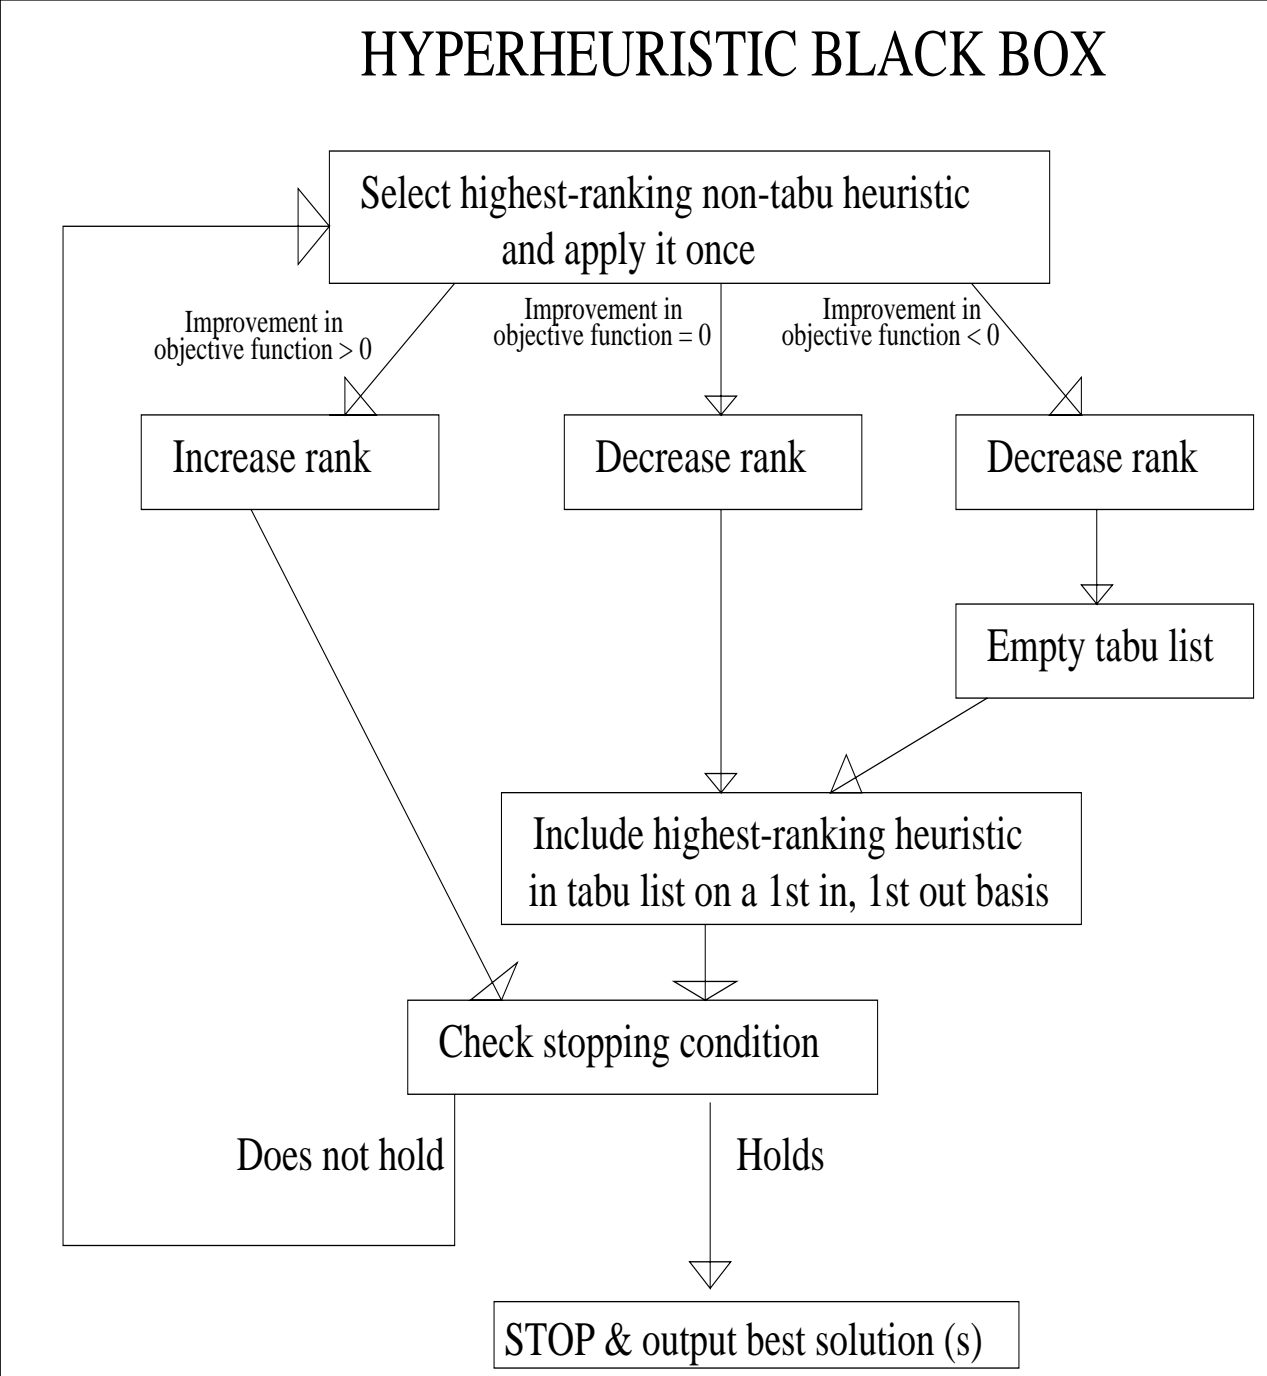 HYPERHEURISTIC BLACK BOX
Select highest-ranking non-tabu heuristic
and apply it once
Improvement in
objective function > 0
Improvement in
objective function = 0
Improvement in
objective function < 0
Increase rank
Decrease rank
Decrease rank
Empty tabu list
Include highest-ranking heuristic
in tabu list on a 1st in, 1st out basis
Check stopping condition
Does not hold
Holds
STOP & output best solution (s)